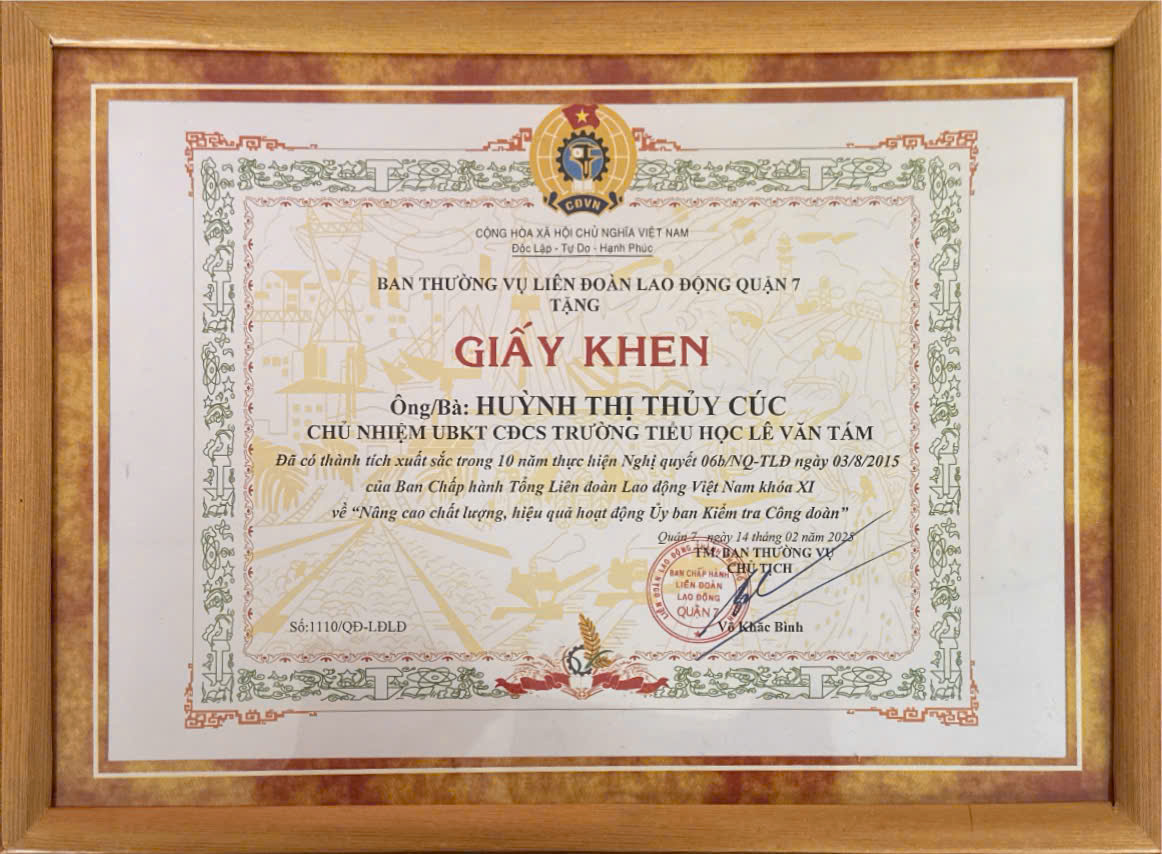 CĐVN
CỘNG HÒA XÃ HỘI CHỦ NGHĨA VIỆT NAM
Độc Lập - Tự Do - Hạnh Phúc
BAN THƯỜNG VỤ LIÊN ĐOÀN LAO ĐỘNG QUẬN 7
TẶNG
GIẤY KHEN
Ông/Bà: HUỲNH THỊ THỦY CÚC
CHỦ NHIỆM UBKT CĐCS TRƯỜNG TIỂU HỌC LÊ VĂN TÁM
Đã có thành tích xuất sắc trong 10 năm thực hiện Nghị quyết 06b/NQ-TLĐ ngày 03/8/2015
của Ban Chấp hành Tổng Liên đoàn Lao động Việt Nam khóa XI
về “Nâng cao chất lượng, hiệu quả hoạt động Ủy ban Kiểm tra Công đoàn”
Quận 7, ngày 14 tháng 02 năm 2025
TM. BAN THƯỜNG VỤ
CHỦ TỊCH
BAN CHẤP HÀNH
LIÊN ĐOÀN
LAO ĐỘNG
QUẬN 7
Võ Khắc Bình
Số:1110/QĐ-LĐLĐ